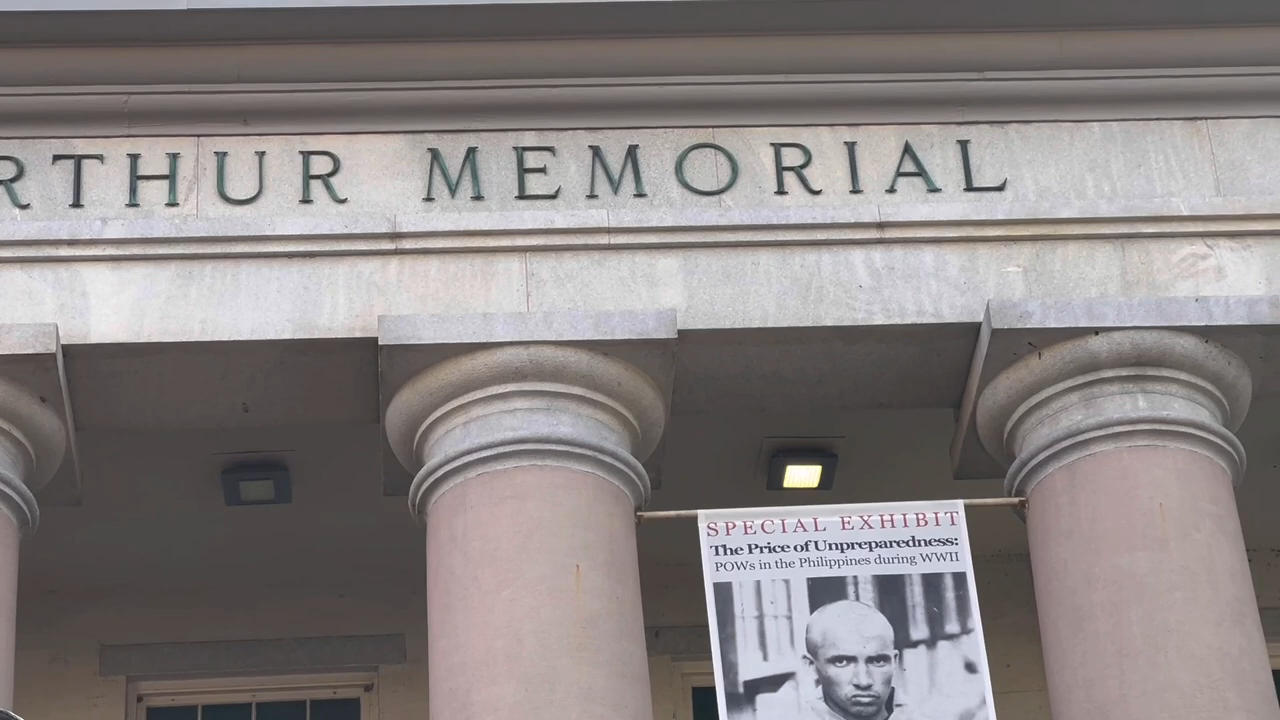 RTHUR MEMORIAL
SPECIAL EXHIBIT
The Price of Unpreparedness:
POWs in the Philippines during WWII